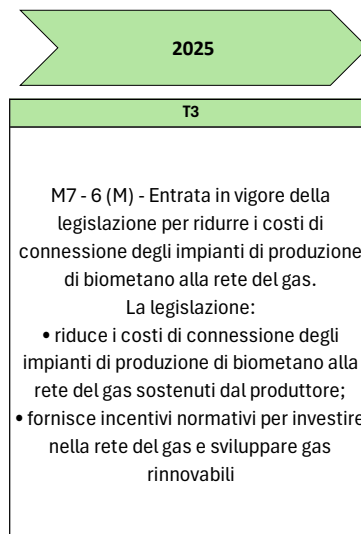 2025
T3
M7 - 6 (M) - Entrata in vigore della
legislazione per ridurre i costi di
connessione degli impianti di produzione
di biometano alla rete del gas.
La legislazione:
• riduce i costi di connessione degli
impianti di produzione di biometano alla
rete del gas sostenuti dal produttore;
• fornisce incentivi normativi per investire
nella rete del gas e sviluppare gas
rinnovabili